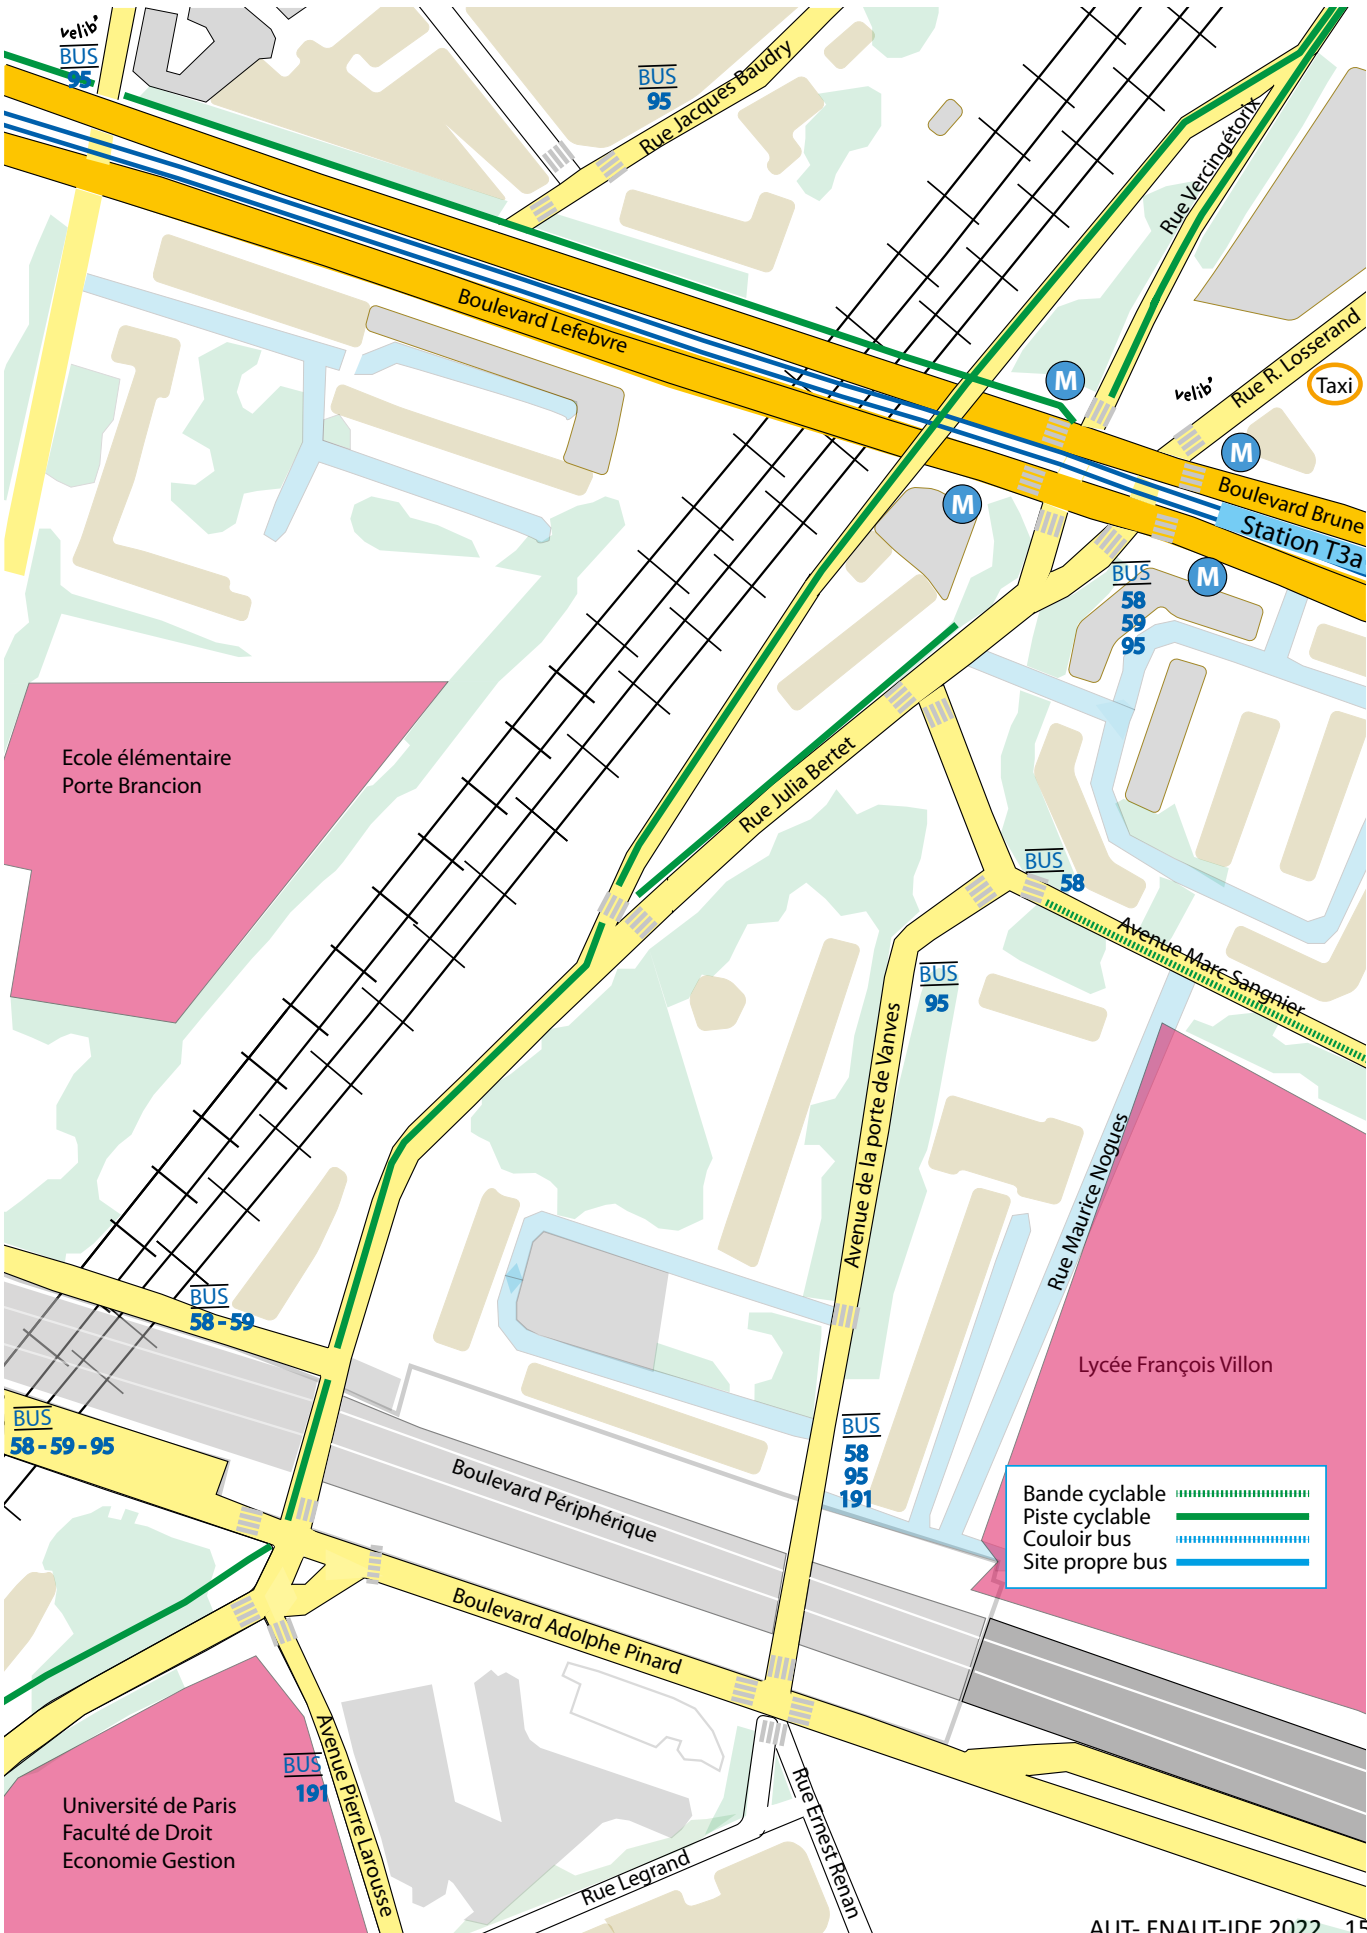 velib'
BUS
95
BUS
95
Rue Jacques Baudry
Rue Vercingétorix
Boulevard Lefebvre
Rue R. Losserand
velib'
Taxi
M
M
M
M
Boulevard Brune
Station T3a
BUS
58
59
95
Ecole élémentaire
Porte Brancion
Rue Julia Bertet
BUS
58
Avenue Marc Sangnier
BUS
95
Avenue de la porte de Vanves
Rue Maurice Nogues
BUS
58 - 59
Lycée François Villon
BUS
58 - 59 - 95
BUS
58
95
191
Boulevard Périphérique
Bande cyclable
Piste cyclable
Couloir bus
Site propre bus
Boulevard Adolphe Pinard
BUS
191
Avenue Pierre Larousse
Université de Paris
Faculté de Droit
Economie Gestion
Rue Legrand
Rue Ernest Renan
AUT- FNAUT-IDF 2022